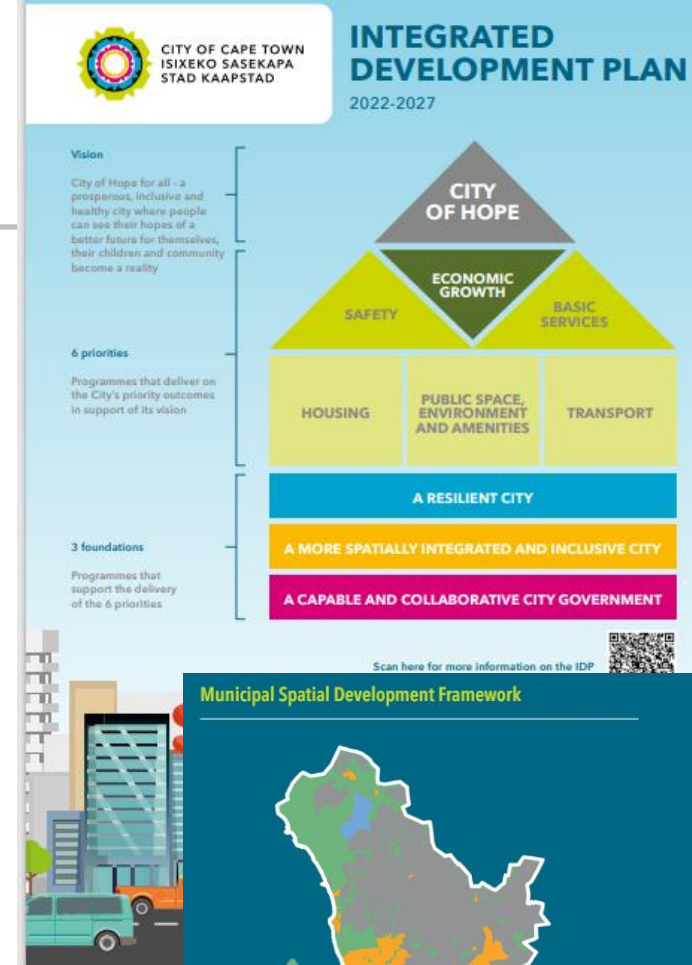 CITY OF CAPE TOWN
ISIXEKO SASEKAPA
STAD KAAPSTAD
INTEGRATED
DEVELOPMENT PLAN
2022-2027
Vision
City of Hope for all - a
prosperous, inclusive and
healthy city where people
can see their hopes of a
better future for themselves,
their children and community
become a reality
CITY
OF HOPE
ECONOMIC
GROWTH
SAFETY
BASIC
SERVICES
6 priorities
Programmes that deliver on
the City's priority outcomes
in support of its vision
HOUSING
PUBLIC SPACE,
ENVIRONMENT
AND AMENITIES
TRANSPORT
A RESILIENT CITY
A MORE SPATIALLY INTEGRATED AND INCLUSIVE CITY
A CAPABLE AND COLLABORATIVE CITY GOVERNMENT
3 foundations
Programmes that
support the delivery
of the 6 priorities
Scan here for more information on the IDP
Municipal Spatial Development Framework